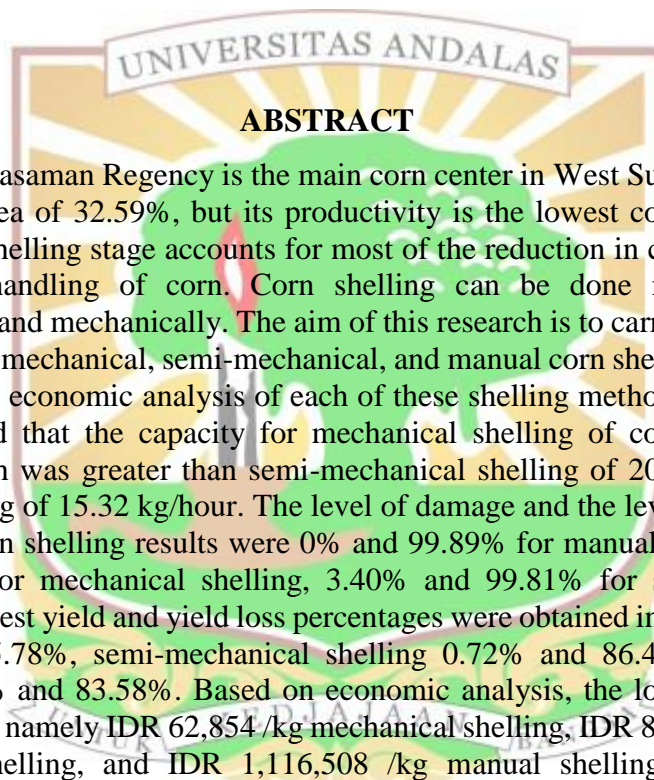 UNIVERSITAS ANDALAS
ABSTRACT
asaman Regency is the main corn center in West Su
ea of 32.59%, but its productivity is the lowest co
helling stage accounts for most of the reduction in c
handling of corn. Corn shelling can be done
and mechanically. The aim of this research is to carr
mechanical, semi-mechanical, and manual corn she
economic analysis of each of these shelling metho
d that the capacity for mechanical shelling of co
n was greater than semi-mechanical shelling of 20
g of 15.32 kg/hour. The level of damage and the lev
n shelling results were 0% and 99.89% for manual
or mechanical shelling, 3.40% and 99.81% for
est yield and yield loss percentages were obtained in
5.78%, semi-mechanical shelling 0.72% and 86.4
% and 83.58%. Based on economic analysis, the lo
namely IDR 62,854 /kg mechanical shelling, IDR 8
helling, and IDR 1,116,508 /kg manual shelling